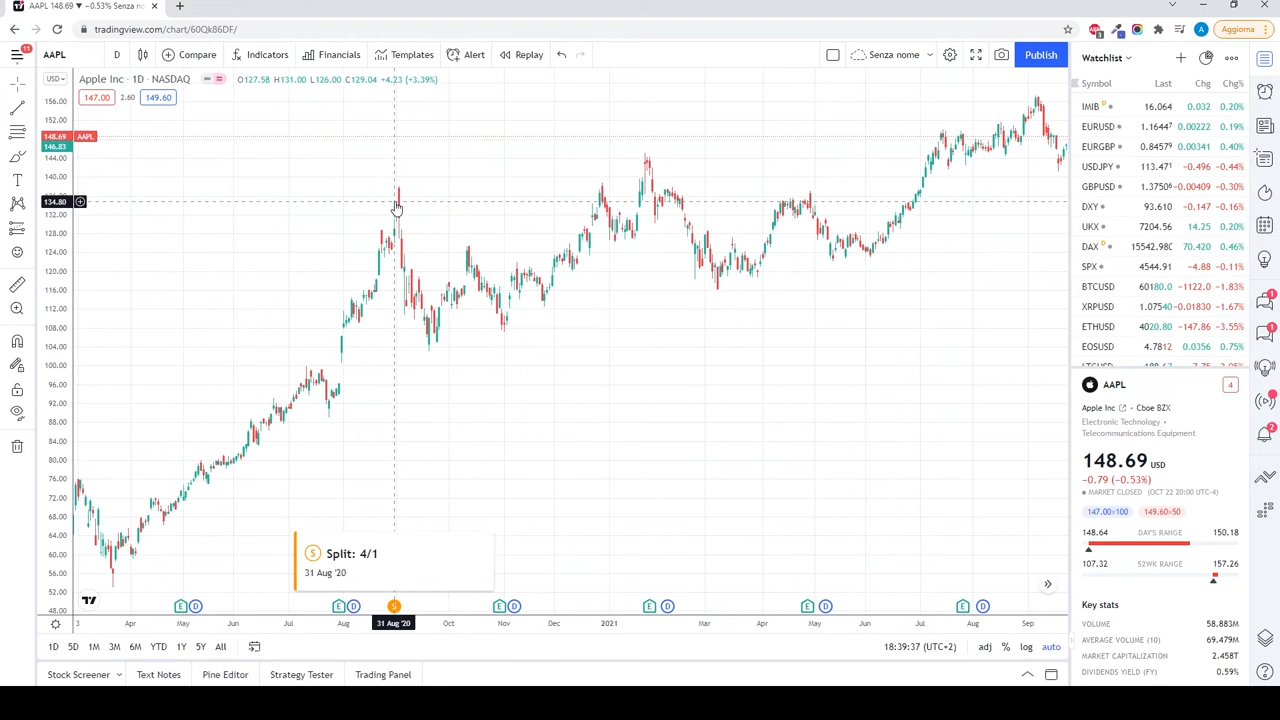 AAPL 148.69 ▼ −0.53% Senza no
tradingview.com/chart/60Qk86DF/
Aggiorna
11
AAPL
D
Compare
Indicators
Financials
Templates
Alert
Replay
Senza nome
Publish
USD
Apple Inc · 1D · NASDAQ
O127.58 H131.00 L126.00 C129.04 +4.23 (+3.39%)
147.00
2.60
149.60
156.00
152.00
148.69
AAPL
146.83
144.00
140.00
134.80
132.00
128.00
124.00
120.00
116.00
112.00
108.00
104.00
100.00
96.00
92.00
88.00
84.00
80.00
76.00
72.00
68.00
64.00
60.00
56.00
52.00
48.00
S
Split: 4/1
31 Aug '20
E D E D S E D E D E D E D
3
Apr
May
Jun
Jul
Aug
31 Aug '20
Oct
Nov
Dec
2021
Mar
Apr
May
Jun
Jul
Aug
Sep
1D 5D 1M 3M 6M YTD 1Y 5Y All
18:39:37 (UTC+2)
adj % log auto
Stock Screener
Text Notes
Pine Editor
Strategy Tester
Trading Panel
Watchlist
Symbol Last Chg Chg%
IMIB D 16.064 0.032 0.20%
EURUSD 1.16447 0.00222 0.19%
EURGBP 0.84579 0.00341 0.40%
USDJPY 113.471 -0.496 -0.44%
GBPUSD 1.37506 -0.00409 -0.30%
DXY 93.610 -0.147 -0.16%
UKX 7204.56 14.25 0.20%
DAX D 15542.980 70.420 0.46%
SPX 4544.91 -4.88 -0.11%
BTCUSD 60180.0 -1122.0 -1.83%
XRPUSD 1.07540 -0.01830 -1.67%
ETHUSD 4020.80 -147.86 -3.55%
EOSUSD 4.7812 0.0356 0.75%
AAPL
4
Apple Inc • Cboe BZX
Electronic Technology •
Telecommunications Equipment
148.69 USD
−0.79 (−0.53%)
MARKET CLOSED (OCT 22 20:00 UTC-4)
147.00×100
149.60×50
148.64 DAY'S RANGE 150.18
107.32 52WK RANGE 157.26
Key stats
VOLUME 58.883M
AVERAGE VOLUME (10) 69.479M
MARKET CAPITALIZATION 2.458T
DIVIDENDS YIELD (FY) 0.59%
1
1
2